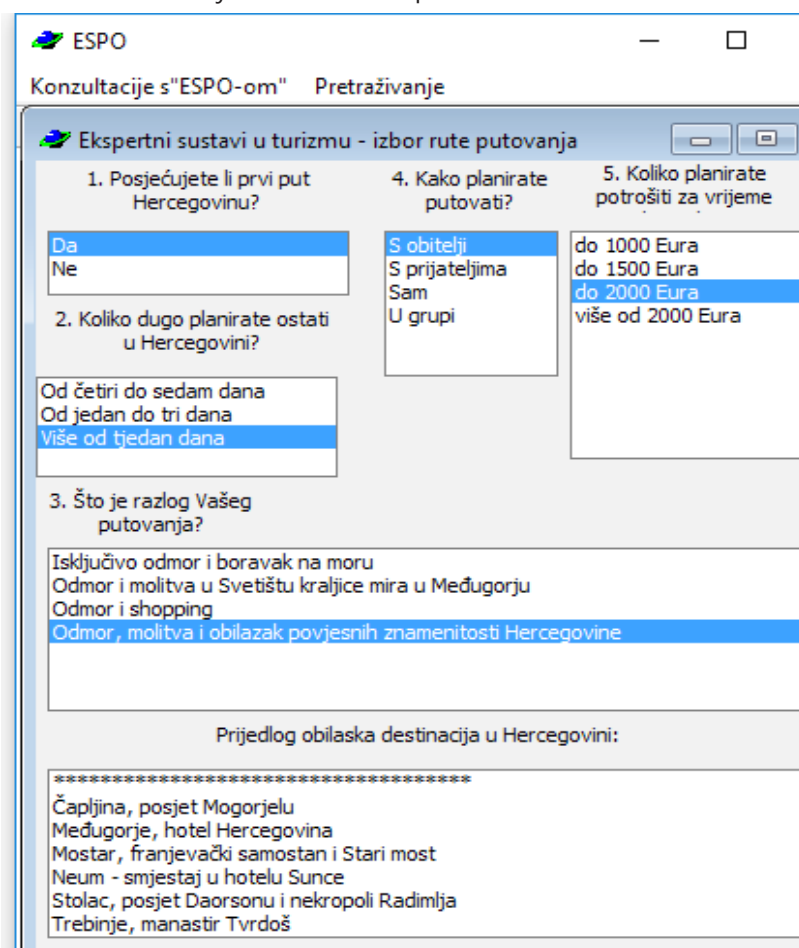 ESPO
Konzultacije s"ESPO-om" Pretraživanje
Ekspertni sustavi u turizmu - izbor rute putovanja
1. Posjećujete li prvi put
Hercegovinu?
Da
Ne
2. Koliko dugo planirate ostati
u Hercegovini?
Od četiri do sedam dana
Od jedan do tri dana
Više od tjedan dana
4. Kako planirate
putovati?
S obitelji
S prijateljima
Sam
U grupi
5. Koliko planirate
potrošiti za vrijeme
do 1000 Eura
do 1500 Eura
do 2000 Eura
više od 2000 Eura
3. Što je razlog Vašeg
putovanja?
Isključivo odmor i boravak na moru
Odmor i molitva u Svetištu kraljice mira u Međugorju
Odmor i shopping
Odmor, molitva i obilazak povjesnih znamenitosti Hercegovine
Prijedlog obilaska destinacija u Hercegovini:
************************************
Čapljina, posjet Mogorjelu
Međugorje, hotel Hercegovina
Mostar, franjevački samostan i Stari most
Neum - smjestaj u hotelu Sunce
Stolac, posjet Daorsonu i nekropoli Radimlja
Trebinje, manastir Tvrdoš